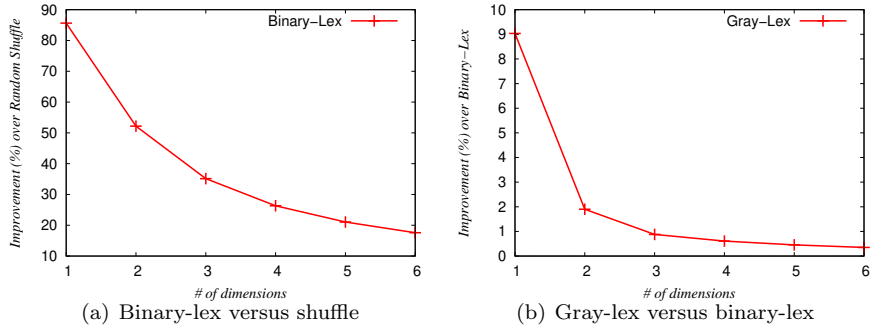 90
80
70
60
50
40
30
20
10
1 2 3 4 5 6
Improvement (%) over Random Shuffle
# of dimensions
Binary-Lex
(a) Binary-lex versus shuffle
10
9
8
7
6
5
4
3
2
1
0
1 2 3 4 5 6
Improvement (%) over Binary-Lex
# of dimensions
Gray-Lex
(b) Gray-lex versus binary-lex